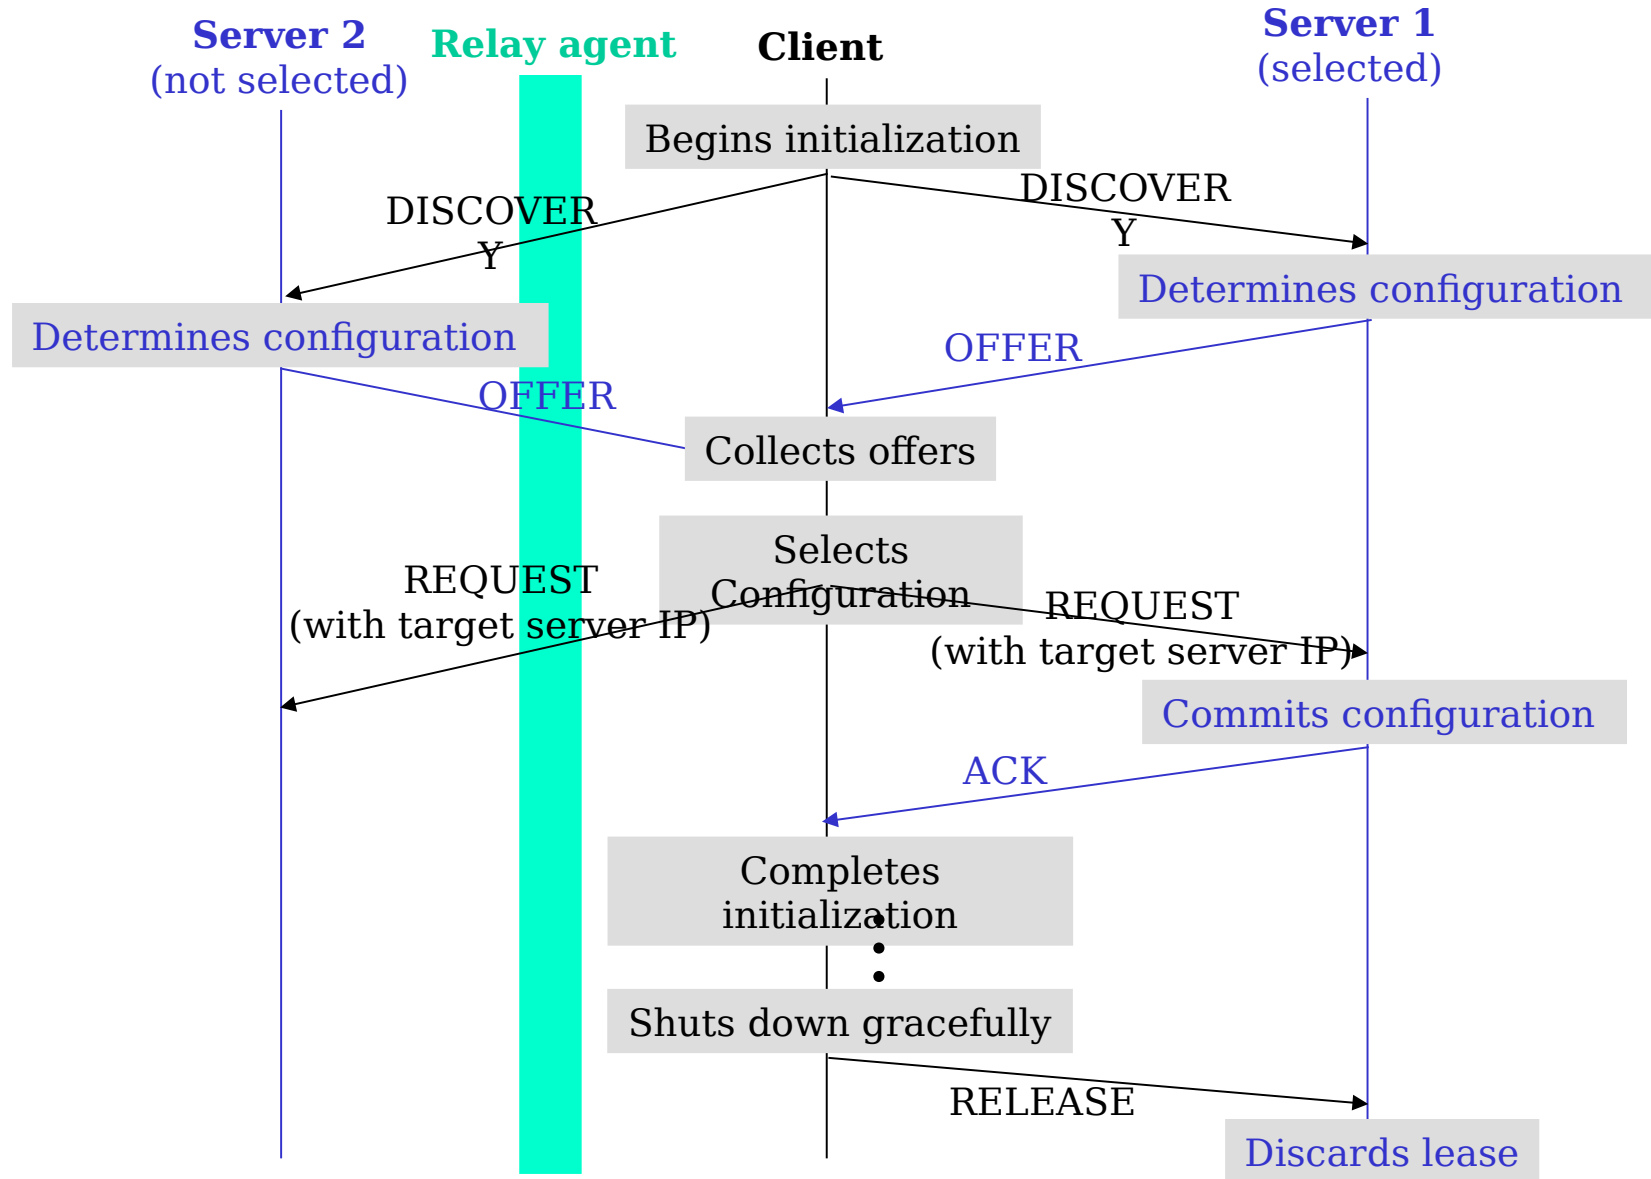 Server 2
(not selected)
Relay agent
Client
Server 1
(selected)
Begins initialization
DISCOVER
Y
DISCOVER
Y
Determines configuration
Determines configuration
OFFER
OFFER
Collects offers
Selects
Configuration
REQUEST
(with target server IP)
REQUEST
(with target server IP)
Commits configuration
ACK
Completes
initialization
Shuts down gracefully
RELEASE
Discards lease